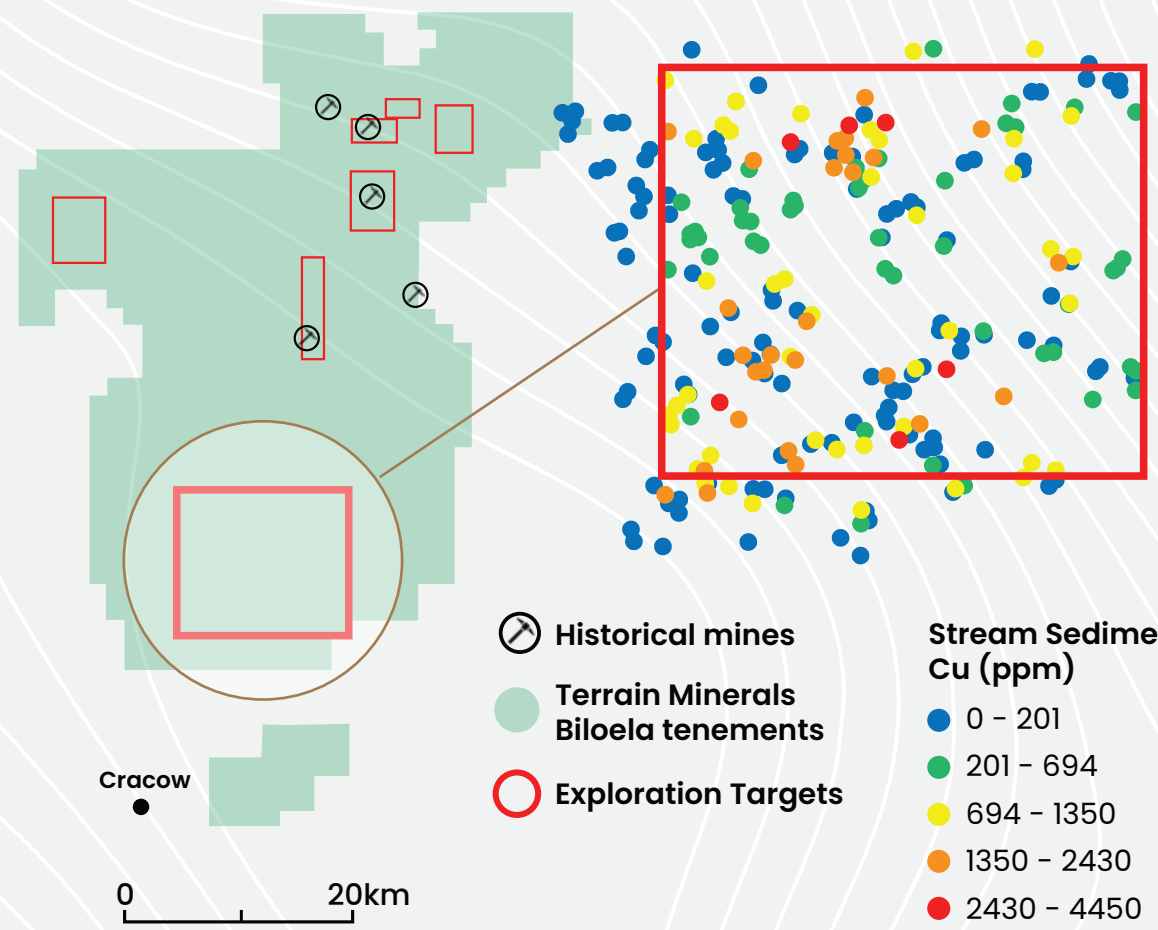 Cracow
0 20km
Historical mines
Terrain Minerals
Biloela tenements
Exploration Targets
Stream Sedime
Cu (ppm)
0 - 201
201 - 694
694 - 1350
1350 - 2430
2430 - 4450